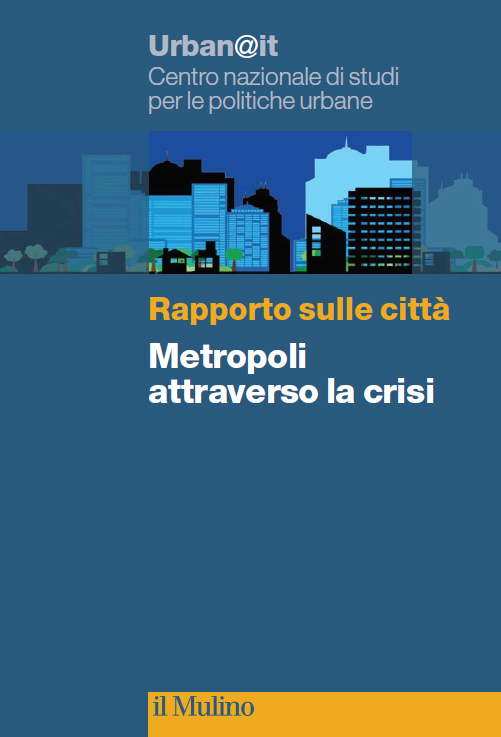 Urban@it
Centro nazionale di studi
per le politiche urbane
Rapporto sulle città
Metropoli
attraverso la crisi
il Mulino